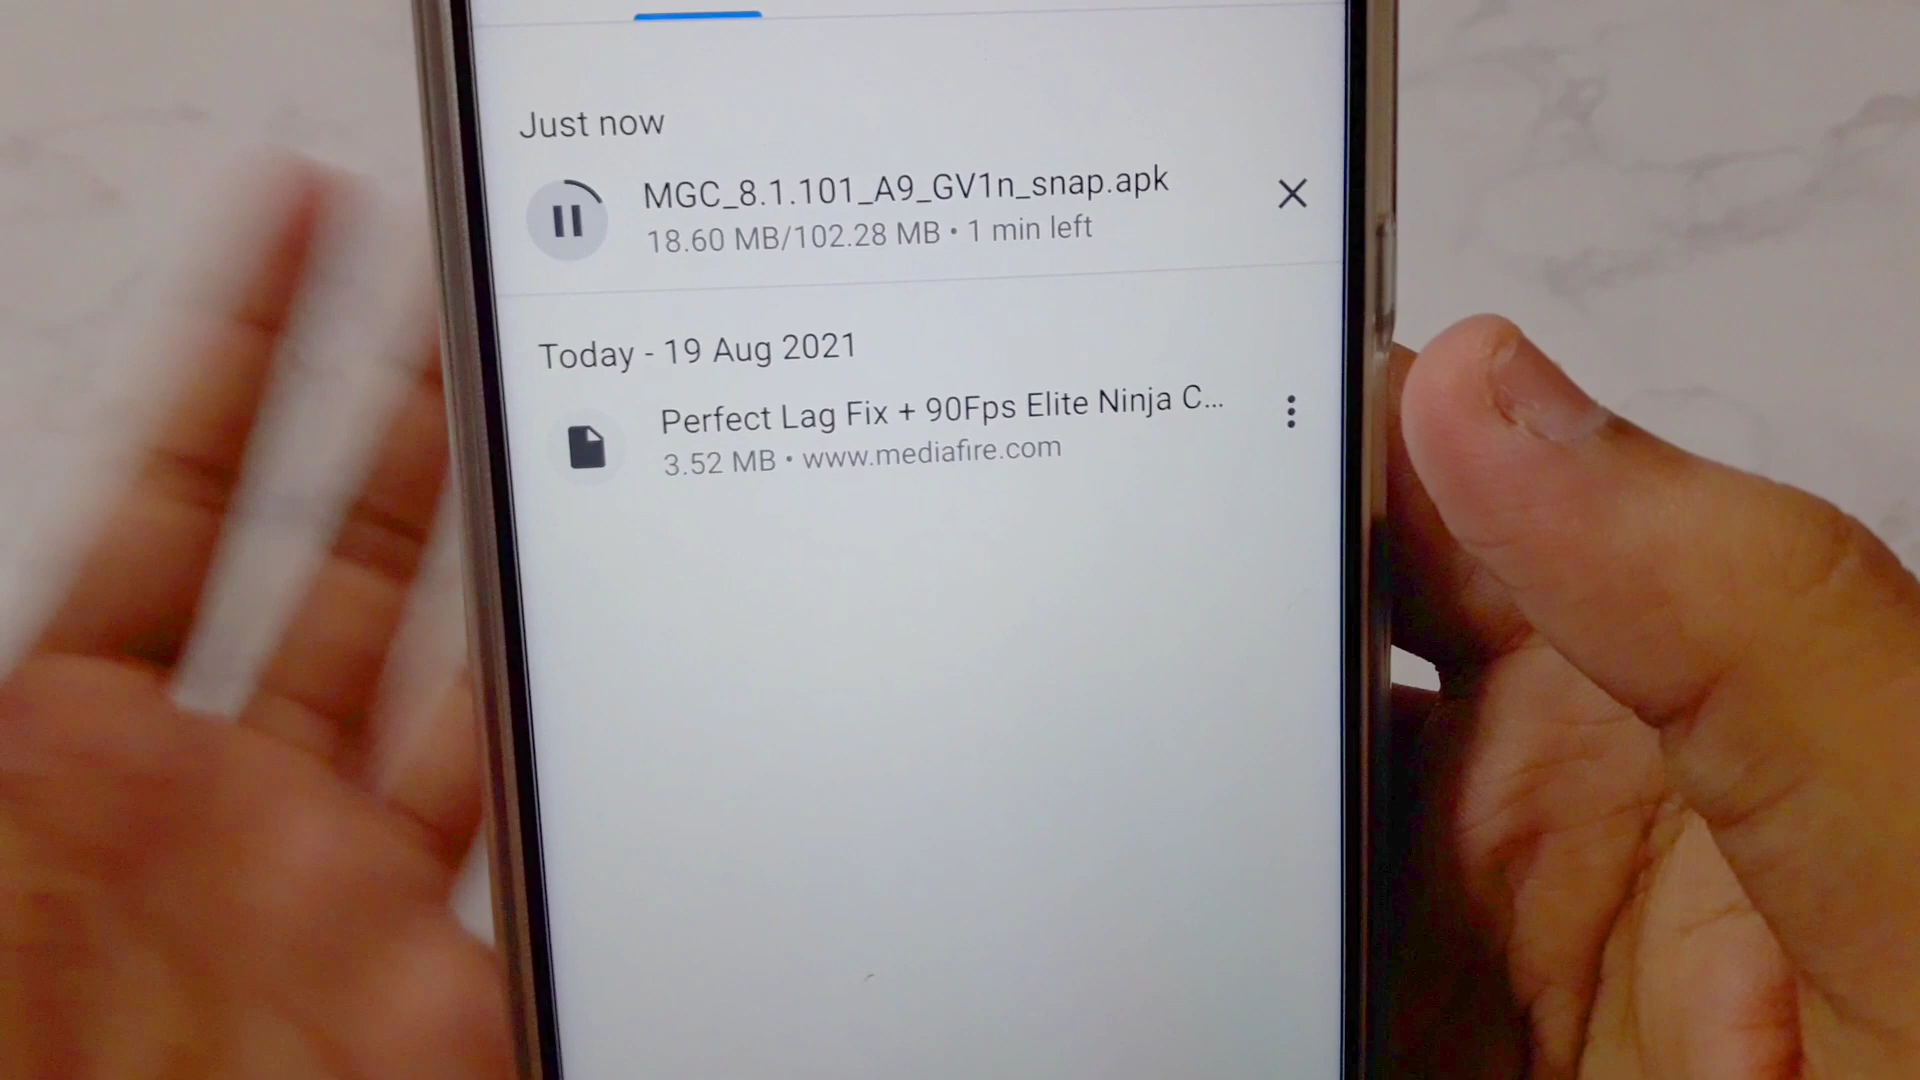 Just now
MGC_8.1.101_A9_GV1n_snap.apk
18.60 MB/102.28 MB • 1 min left
Today - 19 Aug 2021
Perfect Lag Fix + 90Fps Elite Ninja C...
3.52 MB • www.mediafire.com